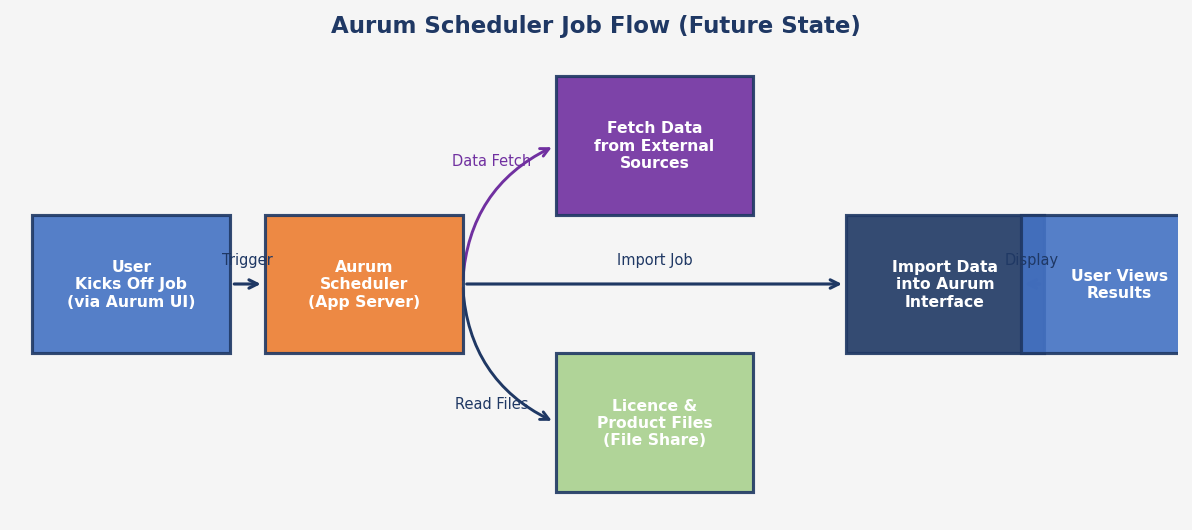 Aurum Scheduler Job Flow (Future State)
Fetch Data
from External
Sources
Data Fetch
User
Kicks Off Job
(via Aurum UI)
Trigger
Aurum
Scheduler
(App Server)
Import Job
Import Data
into Aurum
Interface
Display
User Views
Results
Read Files
Licence &
Product Files
(File Share)